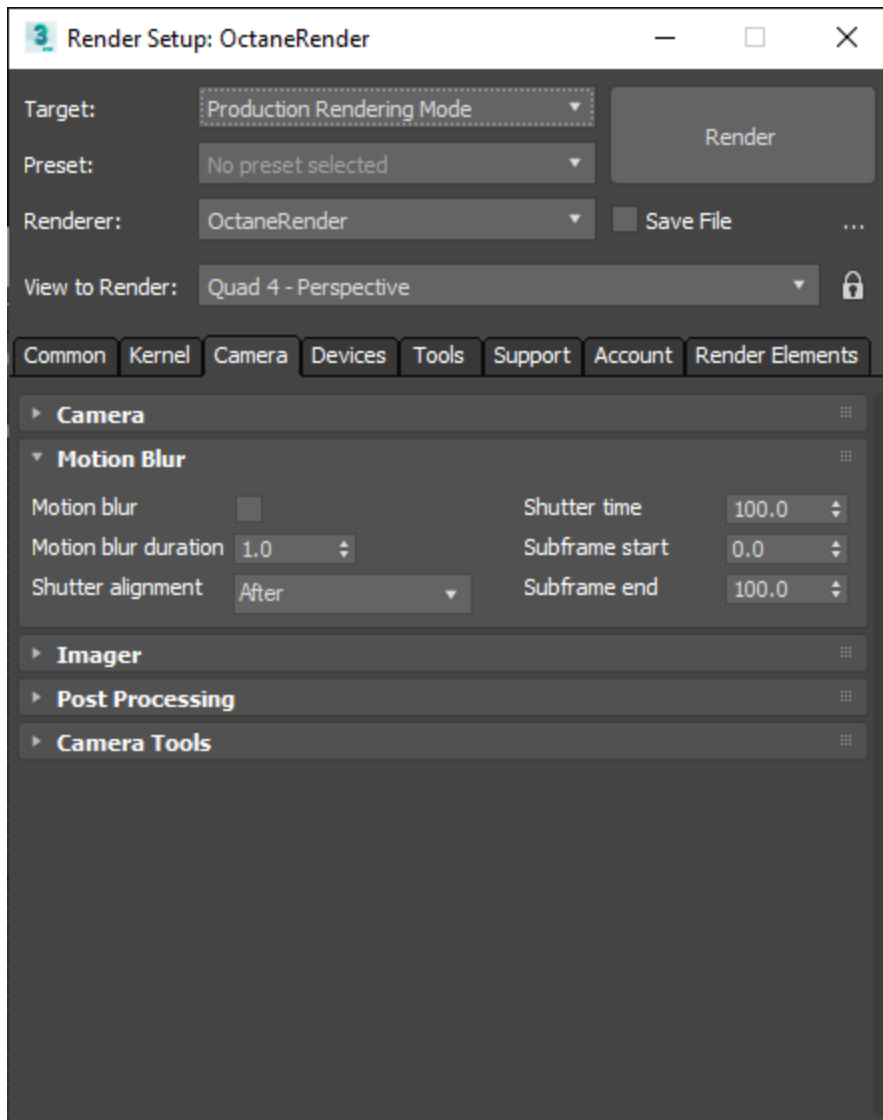 3 Render Setup: OctaneRender
Target: Production Rendering Mode
Render
Preset: No preset selected
Renderer: OctaneRender
Save File ...
View to Render: Quad 4 - Perspective
Common Kernel Camera Devices Tools Support Account Render Elements
Camera
Motion Blur
Motion blur
Shutter time 100.0
Motion blur duration 1.0
Subframe start 0.0
Shutter alignment After
Subframe end 100.0
Imager
Post Processing
Camera Tools